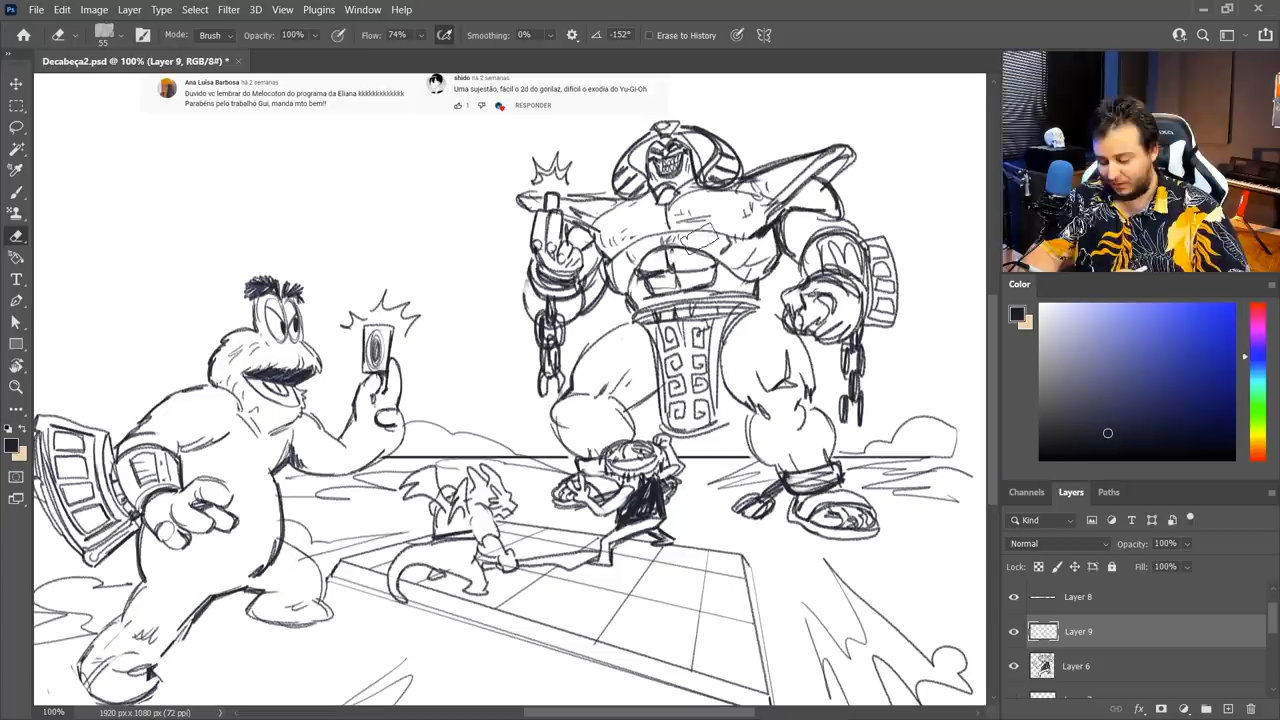 File Edit Image Layer Type Select Filter 3D View Plugins Window Help
55 Mode: Brush Opacity: 100% Flow: 74% Smoothing: 0% -152° Erase to History
Decabeça2.psd @ 100% (Layer 9, RGB/8#) *
Ana Luísa Barbosa há 2 semanas
Duvido vc lembrar do Melocoton do programa da Eliana kkkkkkkkkkkkk
Parabéns pelo trabalho Gui, manda mto bem!!
shido há 2 semanas
Uma sujestão, fácil o 2d do gorilaz, difícil o exodia do Yu-Gi-Oh
1 RESPONDER
Color
Channels Layers Paths
Kind
Normal Opacity: 100%
Lock: Fill: 100%
Layer 8
Layer 9
Layer 6
100% 1920 px x 1080 px (72 ppi)